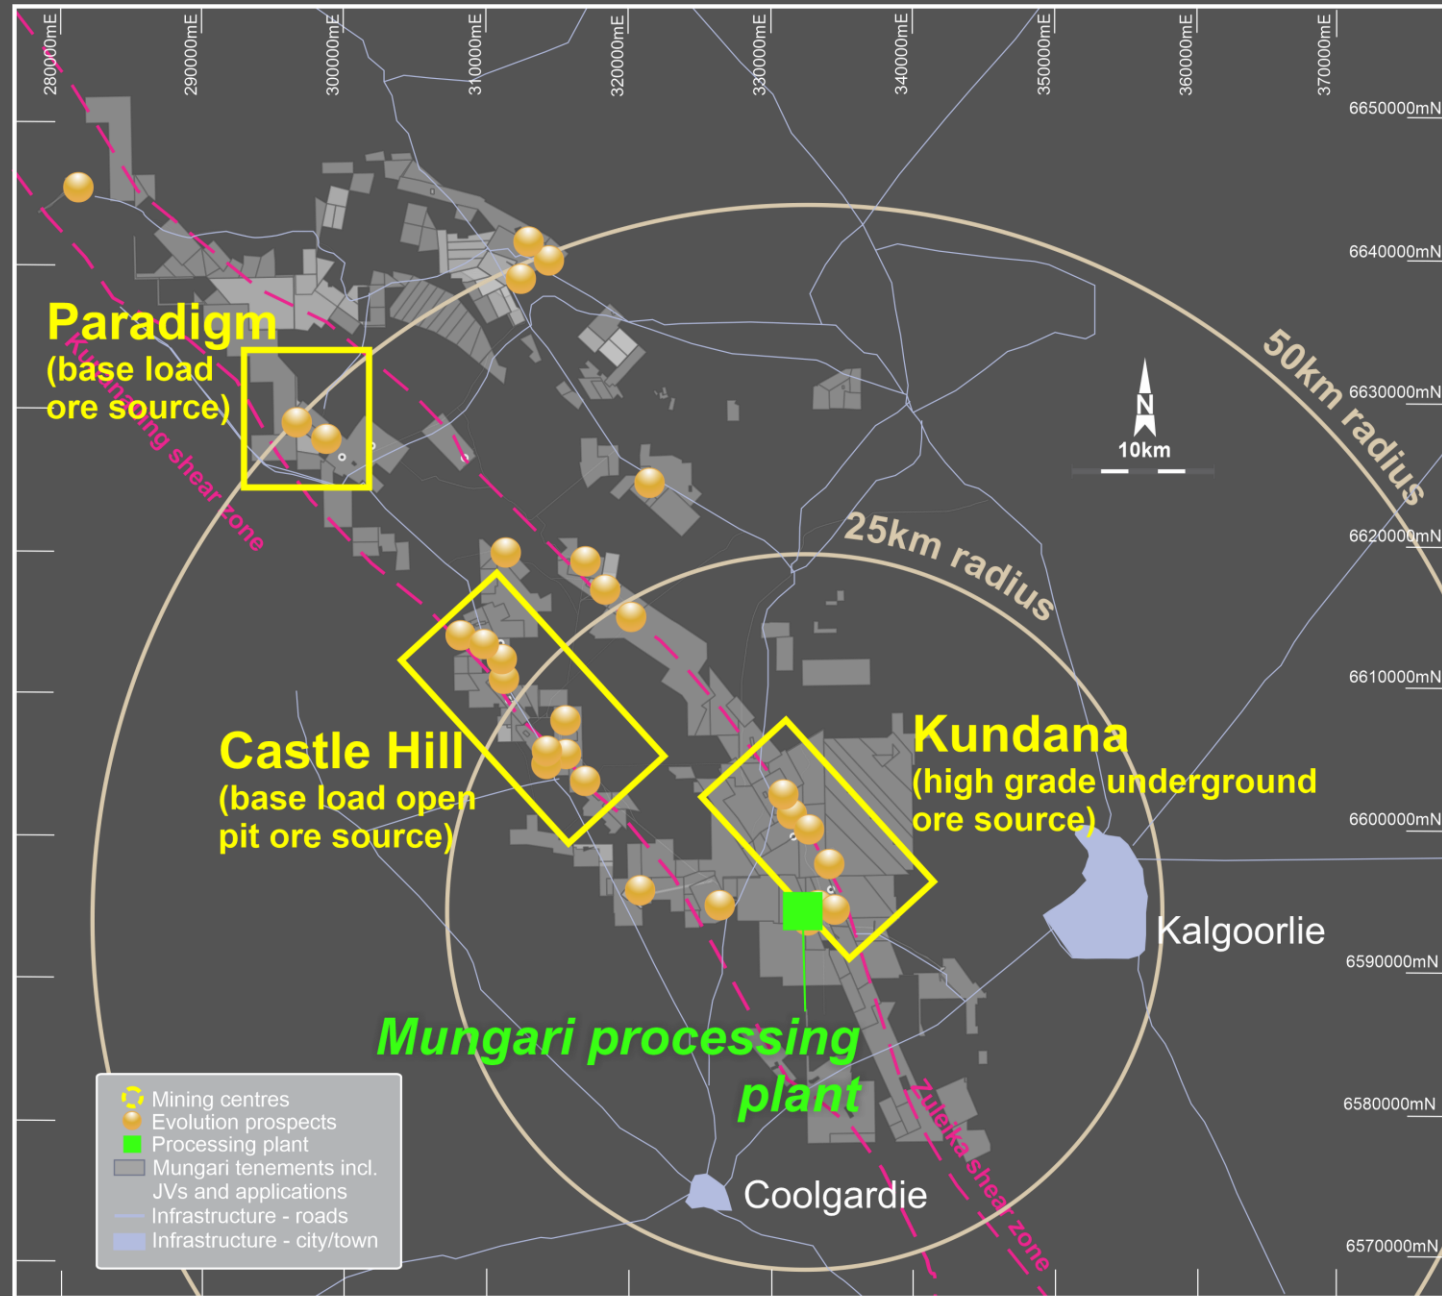 280000mE
290000mE
300000mE
310000mE
320000mE
330000mE
340000mE
350000mE
360000mE
370000mE
6650000mN
6640000mN
6630000mN
6620000mN
6610000mN
6600000mN
6590000mN
6580000mN
6570000mN
Paradigm
(base load
ore source)
Kununalling shear zone
50km radius
N
10km
25km radius
Castle Hill
(base load open
pit ore source)
Kundana
(high grade underground
ore source)
Kalgoorlie
Mungari processing
plant
Zuleika shear zone
Coolgardie
Mining centres
Evolution prospects
Processing plant
Mungari tenements incl.
JVs and applications
Infrastructure - roads
Infrastructure - city/town